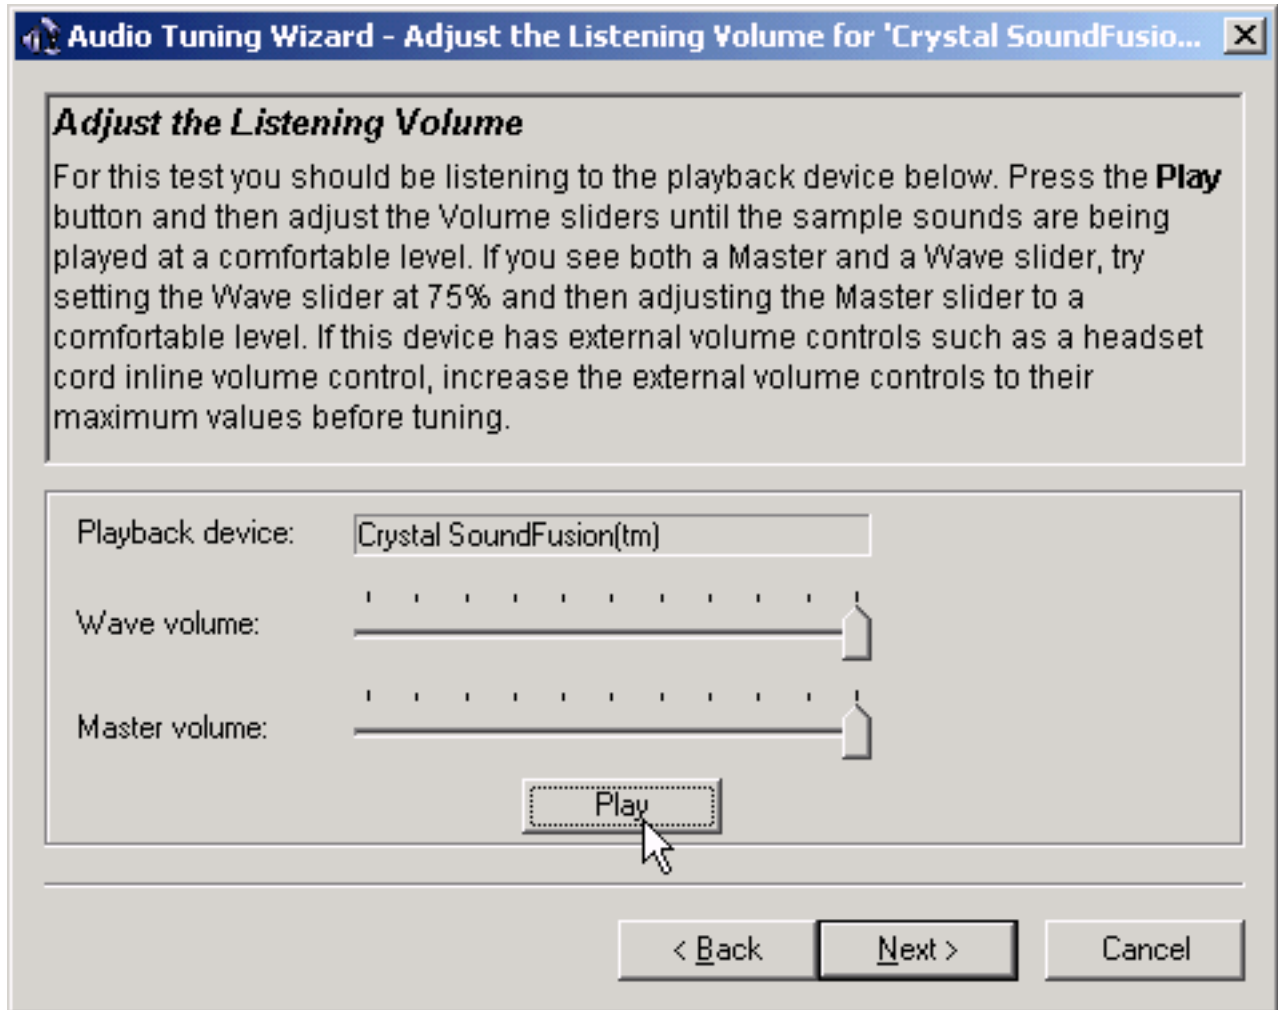 Audio Tuning Wizard - Adjust the Listening Volume for 'Crystal SoundFusio...
Adjust the Listening Volume
For this test you should be listening to the playback device below. Press the Play
button and then adjust the Volume sliders until the sample sounds are being
played at a comfortable level. If you see both a Master and a Wave slider, try
setting the Wave slider at 75% and then adjusting the Master slider to a
comfortable level. If this device has external volume controls such as a headset
cord inline volume control, increase the external volume controls to their
maximum values before tuning.
Playback device: Crystal SoundFusion(tm)
Wave volume:
Master volume:
Play
< Back Next > Cancel